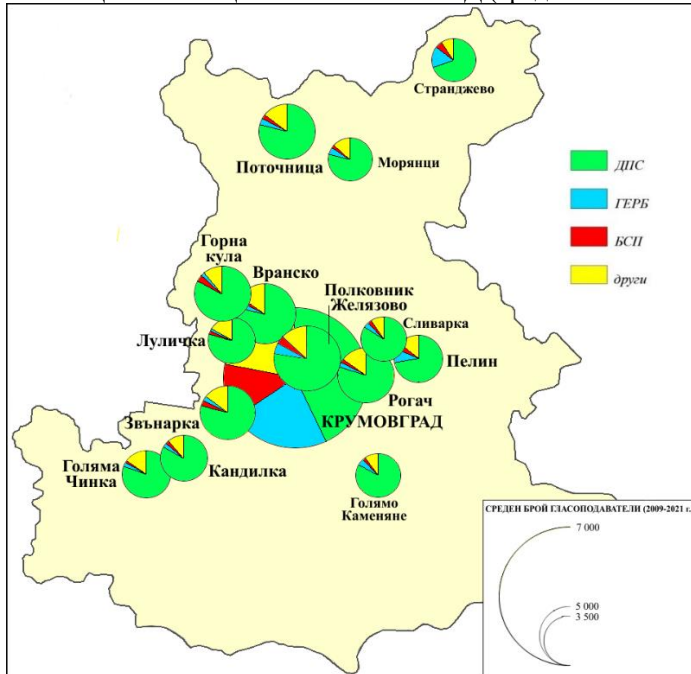 Странджево
Поточница
Морянци
ДПС
ГЕРБ
БСП
други
Горна
кула
Вранско
Полковник
Желязово
Сливарка
Луличка
Пелин
Рогач
Звънарка
КРУМОВГРАД
Кандилка
Голяма
Чинка
Голямо
Каменяне
СРЕДЕН БРОЙ ГЛАСОПОДАВАТЕЛИ (2009-2021 г.
7 000
5 000
3 500